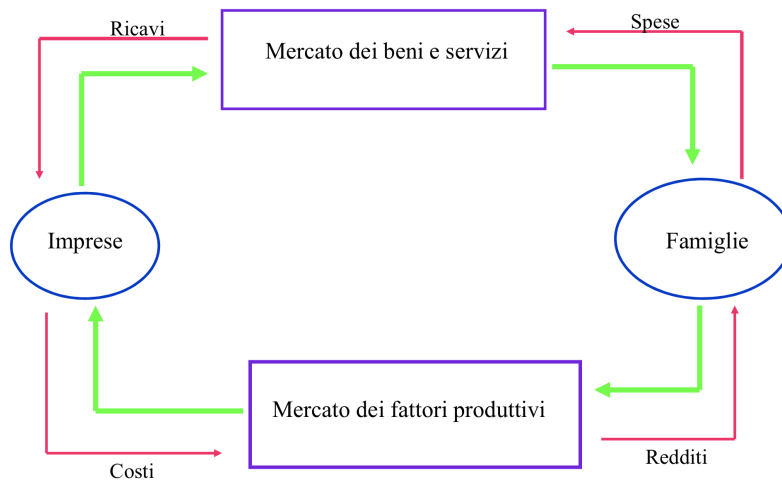 Ricavi
Spese
Mercato dei beni e servizi
Imprese
Famiglie
Mercato dei fattori produttivi
Costi
Redditi